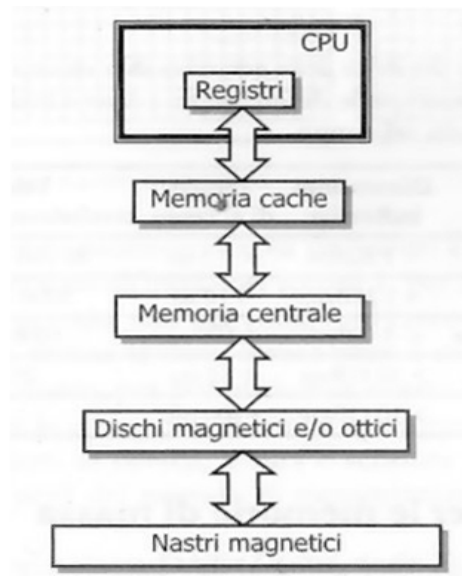 CPU
Registri
Memoria cache
Memoria centrale
Dischi magnetici e/o ottici
Nastri magnetici